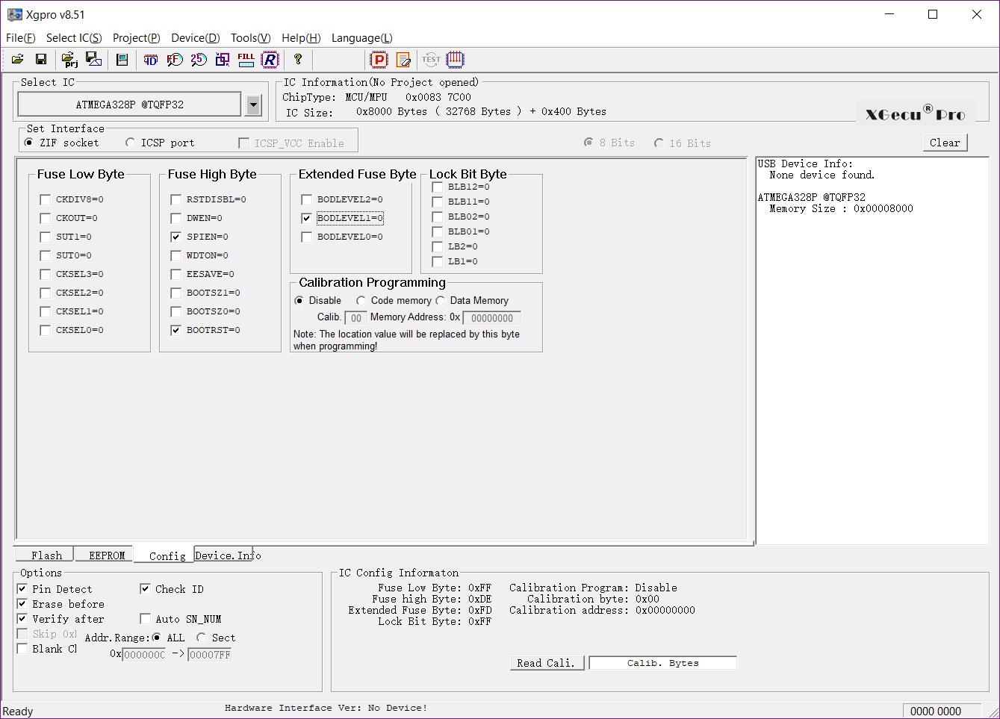 Xgpro v8.51
File(F) Select IC(S) Project(P) Device(D) Tools(V) Help(H) Language(L)
prj ID FF 25 FILL R ? P TEST
Select IC
ATMEGA328P @TQFP32
IC Information(No Project opened)
ChipType: MCU/MPU 0x0083 7C00
IC Size: 0x8000 Bytes ( 32768 Bytes ) + 0x400 Bytes
XGecu® Pro
Set Interface
ZIF socket ICSP port ICSP_VCC Enable
8 Bits 16 Bits
Clear
Fuse Low Byte
CKDIV8=0
CKOUT=0
SUT1=0
SUT0=0
CKSEL3=0
CKSEL2=0
CKSEL1=0
CKSEL0=0
Fuse High Byte
RSTDISBL=0
DWEN=0
SPIEN=0
WDTON=0
EESAVE=0
BOOTSZ1=0
BOOTSZ0=0
BOOTRST=0
Extended Fuse Byte
BODLEVEL2=0
BODLEVEL1=0
BODLEVEL0=0
Lock Bit Byte
BLB12=0
BLB11=0
BLB02=0
BLB01=0
LB2=0
LB1=0
Calibration Programming
Disable Code memory Data Memory
Calib. 00 Memory Address: 0x 00000000
Note: The location value will be replaced by this byte
when programming!
USB Device Info:
None device found.
ATMEGA328P @TQFP32
Memory Size : 0x00008000
Flash EEPROM Config Device.Info
Options
Pin Detect Check ID
Erase before
Verify after Auto SN_NUM
Skip 0xl Addr.Range: ALL Sect
Blank Cl 0x 0000000C -> 00007FF
IC Config Informaton
Fuse Low Byte: 0xFF Calibration Program: Disable
Fuse high Byte: 0xDE Calibration byte: 0x00
Extended Fuse Byte: 0xFD Calibration address: 0x00000000
Lock Bit Byte: 0xFF
Read Cali. Calib. Bytes
Ready Hardware Interface Ver: No Device! 0000 0000